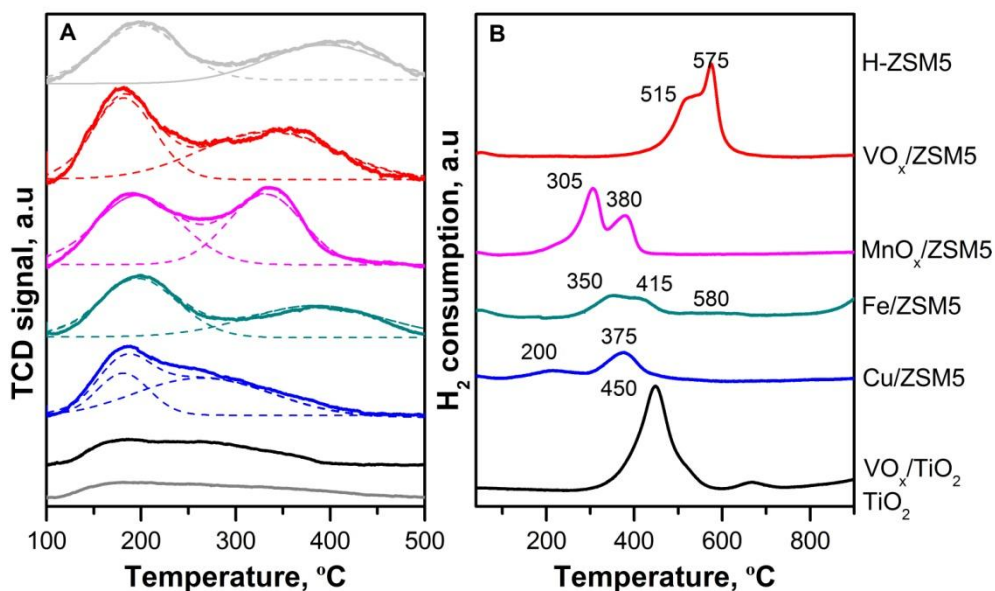 A
TCD signal, a.u
100 200 300 400 500
Temperature, ºC
B
H₂ consumption, a.u
575
515
305
380
350
415
580
375
200
450
200 400 600 800
Temperature, ºC
H-ZSM5
VOₓ/ZSM5
MnOₓ/ZSM5
Fe/ZSM5
Cu/ZSM5
VOₓ/TiO₂
TiO₂